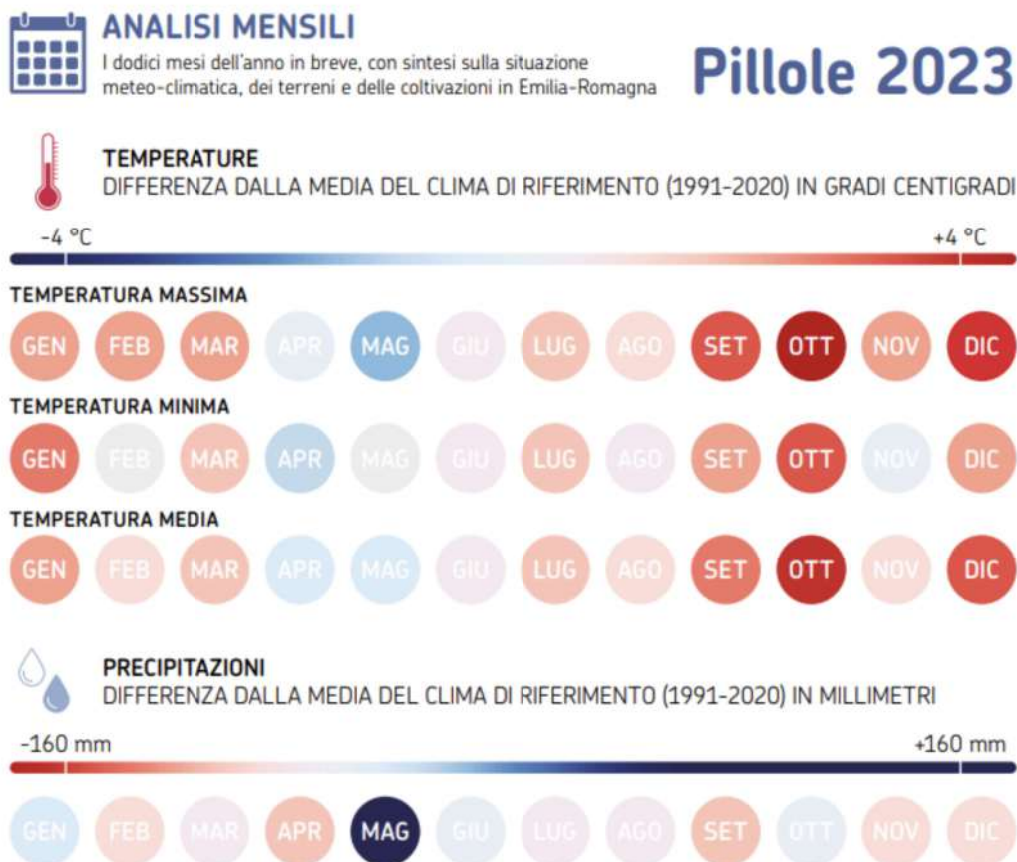 ANALISI MENSILI
I dodici mesi dell'anno in breve, con sintesi sulla situazione
meteo-climatica, dei terreni e delle coltivazioni in Emilia-Romagna
Pillole 2023
TEMPERATURE
DIFFERENZA DALLA MEDIA DEL CLIMA DI RIFERIMENTO (1991-2020) IN GRADI CENTIGRADI
-4 °C +4 °C
TEMPERATURA MASSIMA
GEN FEB MAR APR MAG GIU LUG AGO SET OTT NOV DIC
TEMPERATURA MINIMA
GEN FEB MAR APR MAG GIU LUG AGO SET OTT NOV DIC
TEMPERATURA MEDIA
GEN FEB MAR APR MAG GIU LUG AGO SET OTT NOV DIC
PRECIPITAZIONI
DIFFERENZA DALLA MEDIA DEL CLIMA DI RIFERIMENTO (1991-2020) IN MILLIMETRI
-160 mm +160 mm
GEN FEB MAR APR MAG GIU LUG AGO SET OTT NOV DIC